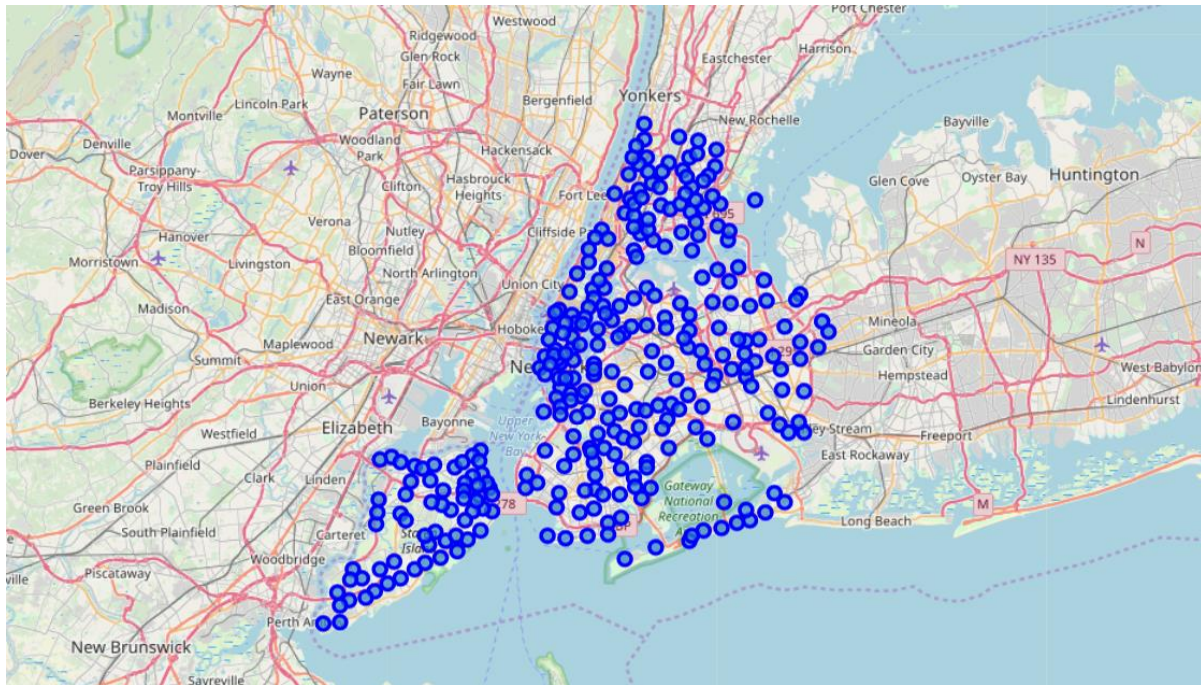 Port Chester
Westwood
Ridgewood
Glen Rock
Harrison
Eastchester
Wayne
Fair Lawn
Yonkers
Lincoln Park
Bergenfield
Paterson
Montville
New Rochelle
Bayville
Woodland
Park
Hackensack
Dover
Denville
Parsippany-
Troy Hills
Hasbrouck
Heights
Clifton
Fort Lee
Glen Cove
Oyster Bay
Huntington
Verona
Nutley
Cliffside
Hanover
Bloomfield
N
Morristown
Livingston
North Arlington
NY 135
Union City
Madison
East Orange
Mineola
Hoboken
Maplewood
Newark
Garden City
Summit
West Babylon
Union
Hempstead
Berkeley Heights
Lindenhurst
Bayonne
Upper
New York
Bay
Westfield
Elizabeth
Freeport
East Rockaway
Plainfield
Linden
Clark
Gateway
National
Recreation
Green Brook
M
278
Long Beach
South Plainfield
Carteret
Woodbridge
Piscataway
Perth
New Brunswick
Sayreville